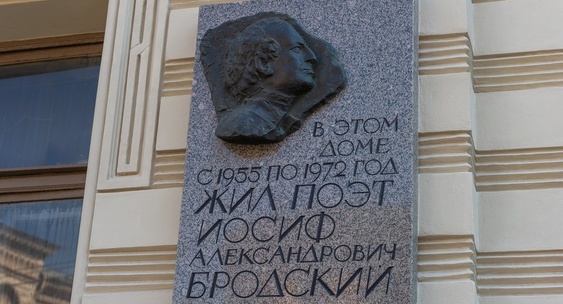 В ЭТОМ
ДОМЕ
С 1955 ПО 1972 ГОД
ЖИЛ ПОЭТ
ИОСИФ
АЛЕКСАНДРОВИЧ
БРОДСКИЙ